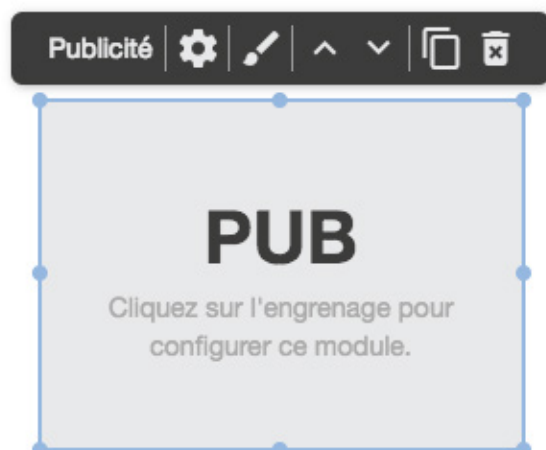 Publicité
PUB
Cliquez sur l'engrenage pour
configurer ce module.